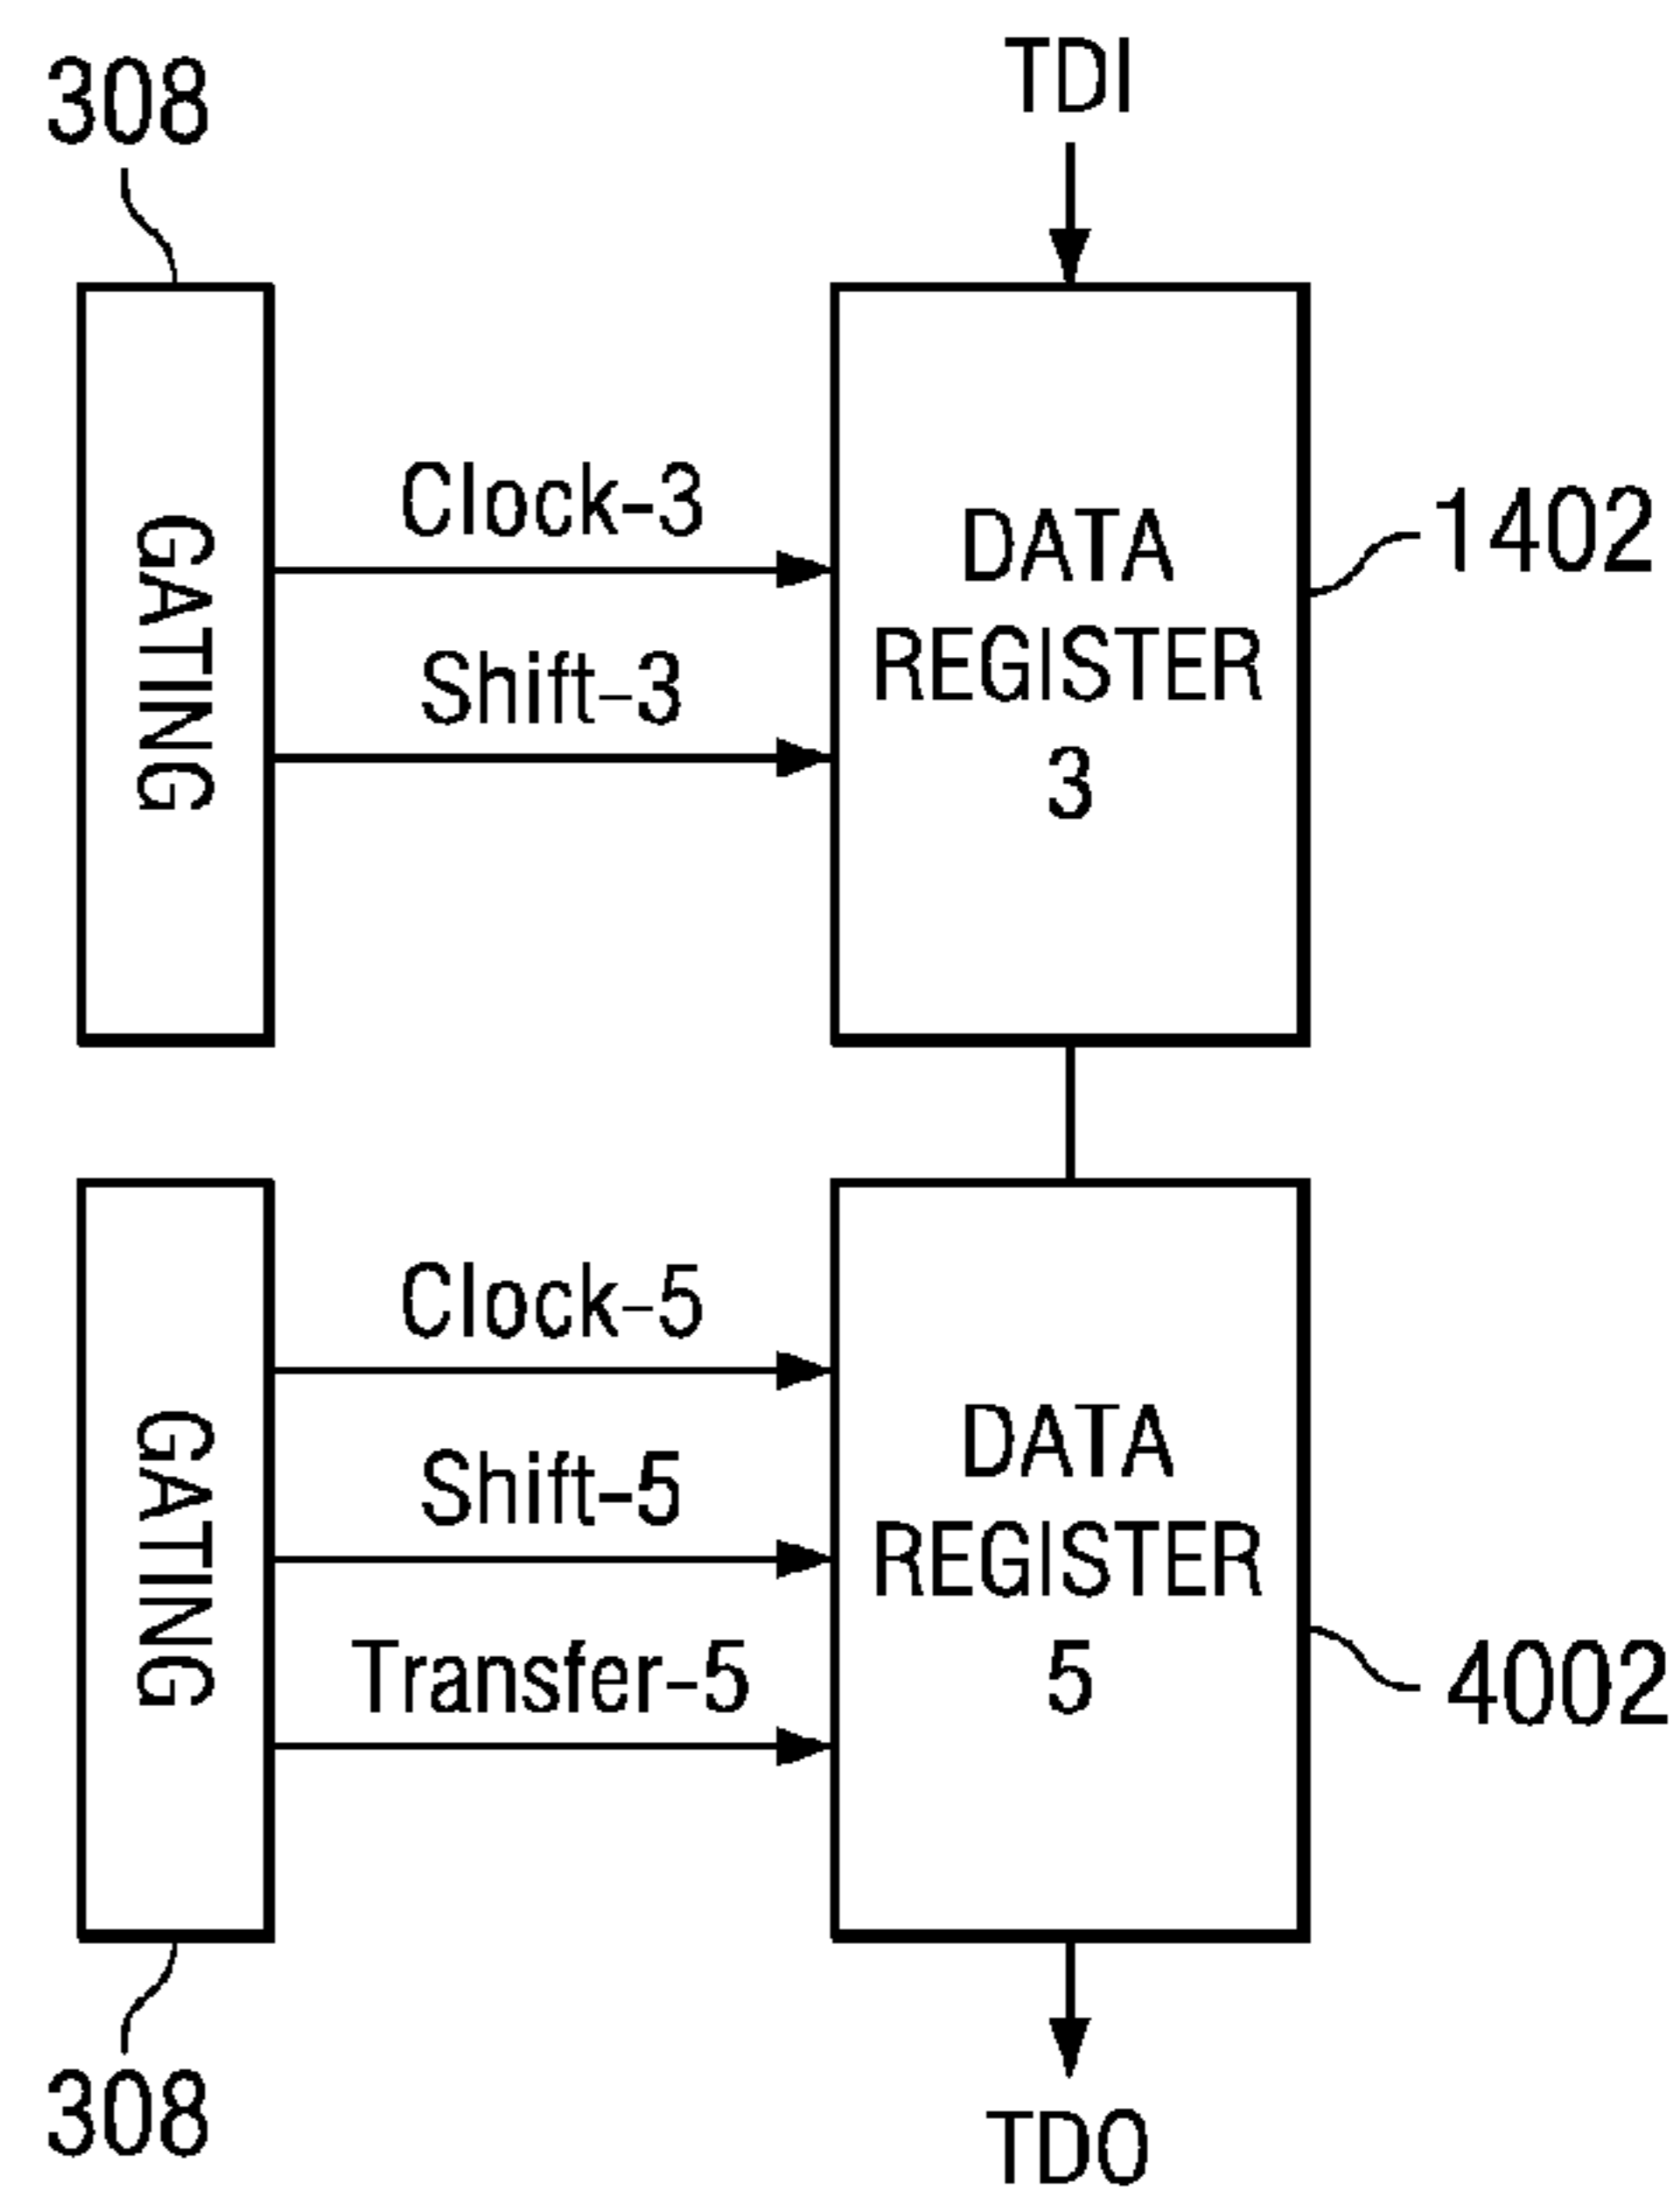 TDI
308
GATING
Clock-3
Shift-3
DATA
REGISTER
3
1402
GATING
Clock-5
Shift-5
Transfer-5
DATA
REGISTER
5
4002
308
TDO